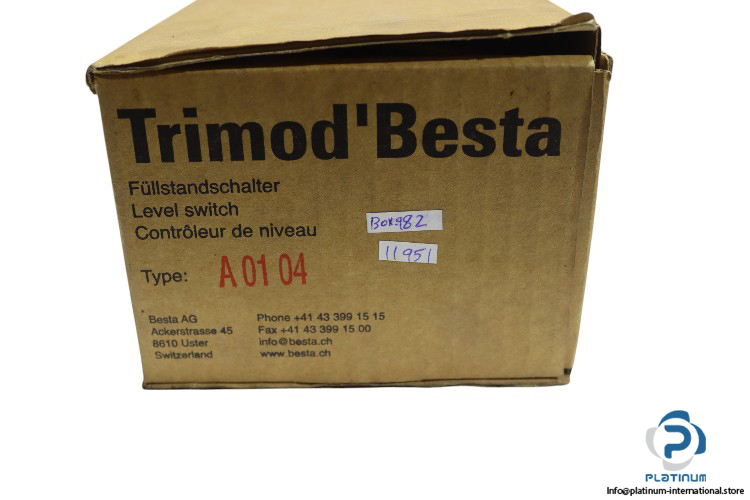 Trimod'Besta
Füllstandschalter
Level switch
Contrôleur de niveau
Box982
11951
Type: A 01 04
Besta AG
Ackerstrasse 45
8610 Uster
Switzerland
Phone +41 43 399 15 15
Fax +41 43 399 15 00
info@besta.ch
www.besta.ch
PLATINUM
Info@platinum-international.store